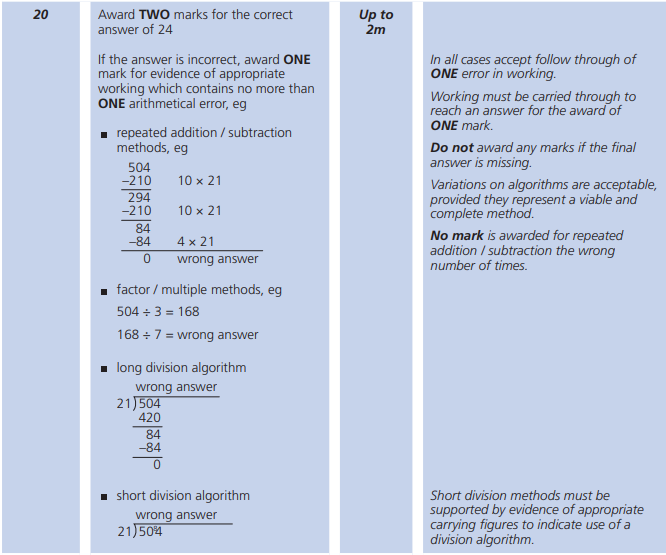 20
Award TWO marks for the correct
answer of 24
Up to
2m
If the answer is incorrect, award ONE
mark for evidence of appropriate
working which contains no more than
ONE arithmetical error, eg
In all cases accept follow through of
ONE error in working.
Working must be carried through to
reach an answer for the award of
ONE mark.
Do not award any marks if the final
answer is missing.
Variations on algorithms are acceptable,
provided they represent a viable and
complete method.
No mark is awarded for repeated
addition / subtraction the wrong
number of times.
■ repeated addition / subtraction
methods, eg
504
–210 10 × 21
294
–210 10 × 21
84
–84 4 × 21
0 wrong answer
■ factor / multiple methods, eg
504 ÷ 3 = 168
168 ÷ 7 = wrong answer
■ long division algorithm
wrong answer
21)504
420
84
–84
0
■ short division algorithm
wrong answer
21)50⁸4
Short division methods must be
supported by evidence of appropriate
carrying figures to indicate use of a
division algorithm.